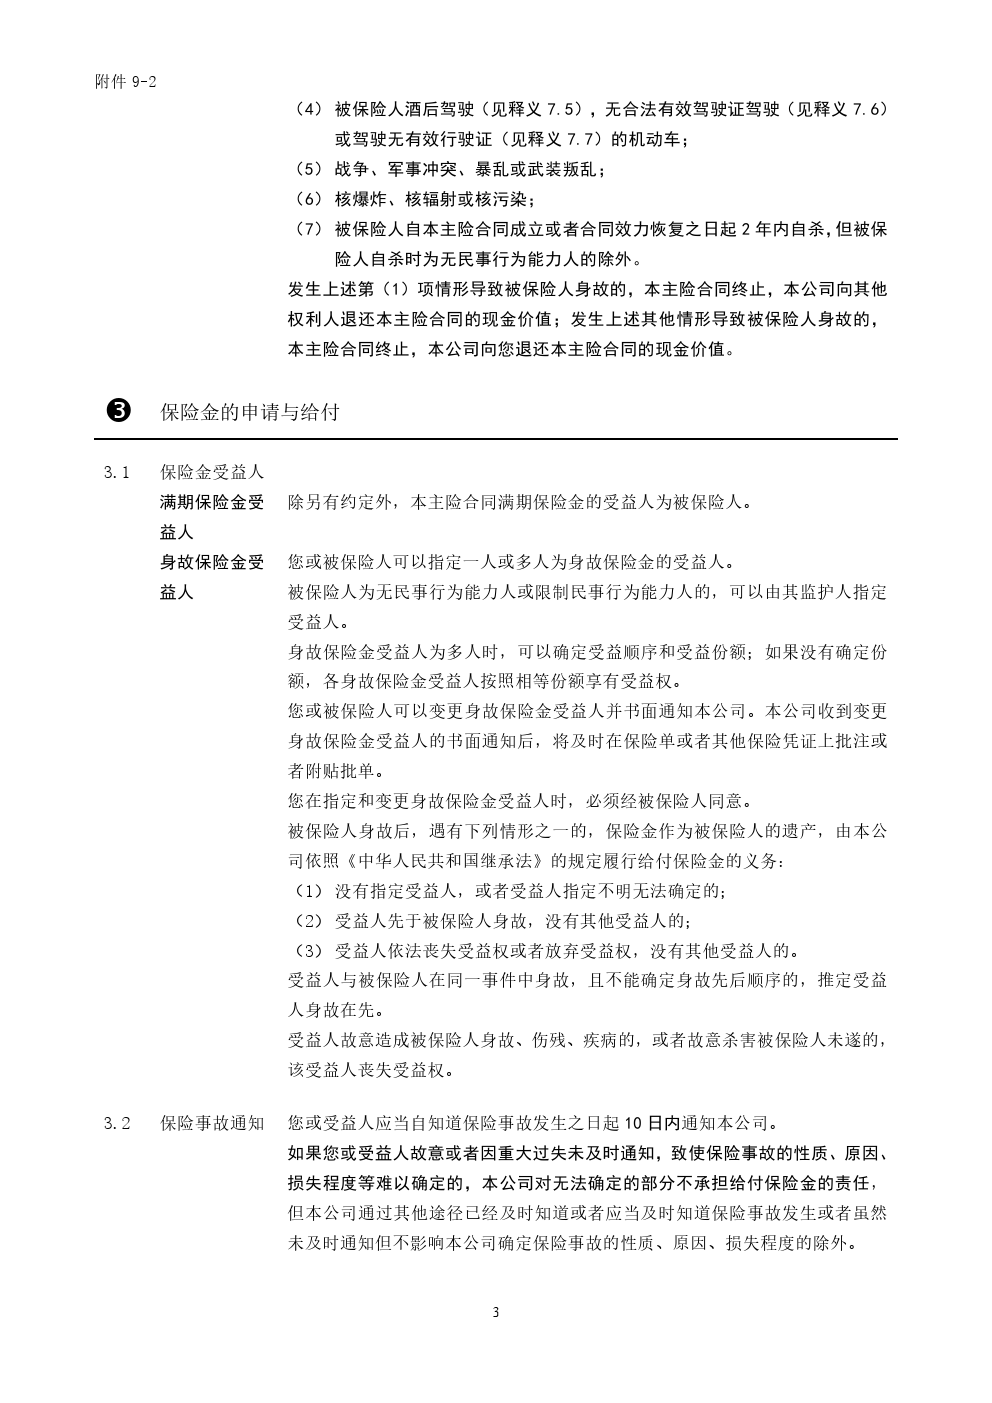 附件 9-2
（4） 被保险人酒后驾驶（见释义 7.5），无合法有效驾驶证驾驶（见释义 7.6）
或驾驶无有效行驶证（见释义 7.7）的机动车；
（5） 战争、军事冲突、暴乱或武装叛乱；
（6） 核爆炸、核辐射或核污染；
（7） 被保险人自本主险合同成立或者合同效力恢复之日起 2 年内自杀，但被保
险人自杀时为无民事行为能力人的除外。
发生上述第（1）项情形导致被保险人身故的，本主险合同终止，本公司向其他
权利人退还本主险合同的现金价值；发生上述其他情形导致被保险人身故的，
本主险合同终止，本公司向您退还本主险合同的现金价值。
❸ 保险金的申请与给付
3.1 保险金受益人
满期保险金受 除另有约定外，本主险合同满期保险金的受益人为被保险人。
益人
身故保险金受 您或被保险人可以指定一人或多人为身故保险金的受益人。
益人 被保险人为无民事行为能力人或限制民事行为能力人的，可以由其监护人指定
受益人。
身故保险金受益人为多人时，可以确定受益顺序和受益份额；如果没有确定份
额，各身故保险金受益人按照相等份额享有受益权。
您或被保险人可以变更身故保险金受益人并书面通知本公司。本公司收到变更
身故保险金受益人的书面通知后，将及时在保险单或者其他保险凭证上批注或
者附贴批单。
您在指定和变更身故保险金受益人时，必须经被保险人同意。
被保险人身故后，遇有下列情形之一的，保险金作为被保险人的遗产，由本公
司依照《中华人民共和国继承法》的规定履行给付保险金的义务：
（1） 没有指定受益人，或者受益人指定不明无法确定的；
（2） 受益人先于被保险人身故，没有其他受益人的；
（3） 受益人依法丧失受益权或者放弃受益权，没有其他受益人的。
受益人与被保险人在同一事件中身故，且不能确定身故先后顺序的，推定受益
人身故在先。
受益人故意造成被保险人身故、伤残、疾病的，或者故意杀害被保险人未遂的，
该受益人丧失受益权。
3.2 保险事故通知 您或受益人应当自知道保险事故发生之日起 10 日内通知本公司。
如果您或受益人故意或者因重大过失未及时通知，致使保险事故的性质、原因、
损失程度等难以确定的，本公司对无法确定的部分不承担给付保险金的责任，
但本公司通过其他途径已经及时知道或者应当及时知道保险事故发生或者虽然
未及时通知但不影响本公司确定保险事故的性质、原因、损失程度的除外。
3